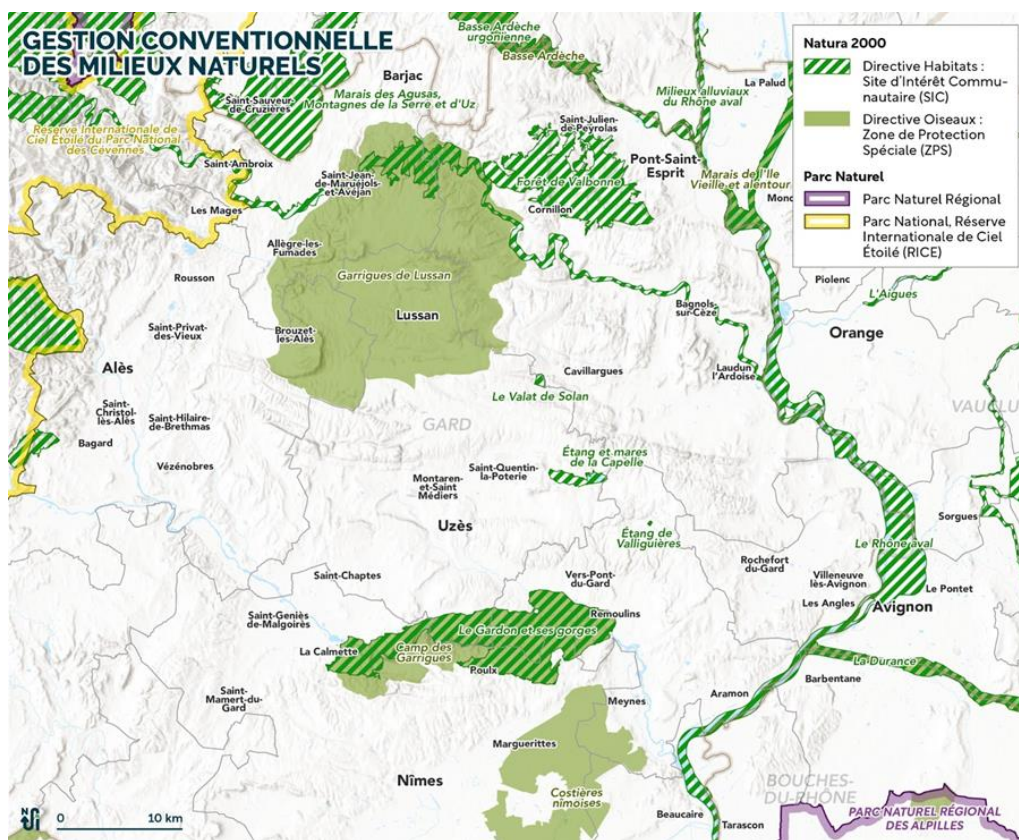 GESTION CONVENTIONNELLE
DES MILIEUX NATURELS
Basse Ardèche
urgonienne
Basse Ardèche
Barjac
Marais des Agusas,
Montagnes de la Serre et d'Uz
Saint-Sauveur-
de-Cruzières
Réserve Internationale de
Ciel Étoilé du Parc National
des Cévennes
Saint-Ambroix
Les Mages
Saint-Jean-
de-Maruéjols-
et-Avéjan
Saint-Julien-
de-Peyrolas
Milieux alluviaux du
Rhône aval
La Palud
Pont-Saint-
Esprit
Marais de l'Ile
Vieille et alentour
Mond
Forêt de Valbonne
Cornillon
Natura 2000
Directive Habitats :
Site d'Intérêt Commu-
nautaire (SIC)
Directive Oiseaux :
Zone de Protection
Spéciale (ZPS)
Parc Naturel
Parc Naturel Régional
Parc National, Réserve
Internationale de Ciel
Étoilé (RICE)
Allègre-les-
Fumades
Rousson
Garrigues de Lussan
Lussan
Piolenc
L'Aigues
Bagnols-
sur-Cèze
Orange
Saint-Privat-
des-Vieux
Brouzet-
les-Alès
Alès
Cavillargues
Laudun
l'Ardoise
Le Valat de Solan
Saint-
Christol-
lès-Alès
Saint-Hilaire-
de-Brethmas
Bagard
GARD
VAUCLU
Vézénobres
Étang et mares
de la Capelle
Saint-Quentin-
la-Poterie
Montaren-
et-Saint
Médiers
Uzès
Étang de
Valliguières
Sorgues
Le Rhône aval
Rochefort
du-Gard
Villeneuve
lès-Avignon
Le Pontet
Les Angles
Avignon
Saint-Chaptes
Vers-Pont-
du-Gard
Saint-Geniès
de-Malgoirès
Remoulins
Le Gardon et ses gorges
La Calmette
Camp des
Garrigues
Poulx
La Durance
Barbentane
Saint-
Mamert-du-
Gard
Aramon
Meynes
Marguerittes
Nîmes
Costières
nîmoises
BOUCHES-
DU-RHÔNE
PARC NATUREL RÉGIONAL
DES ALPILLES
Beaucaire
Tarascon
N
0 10 km